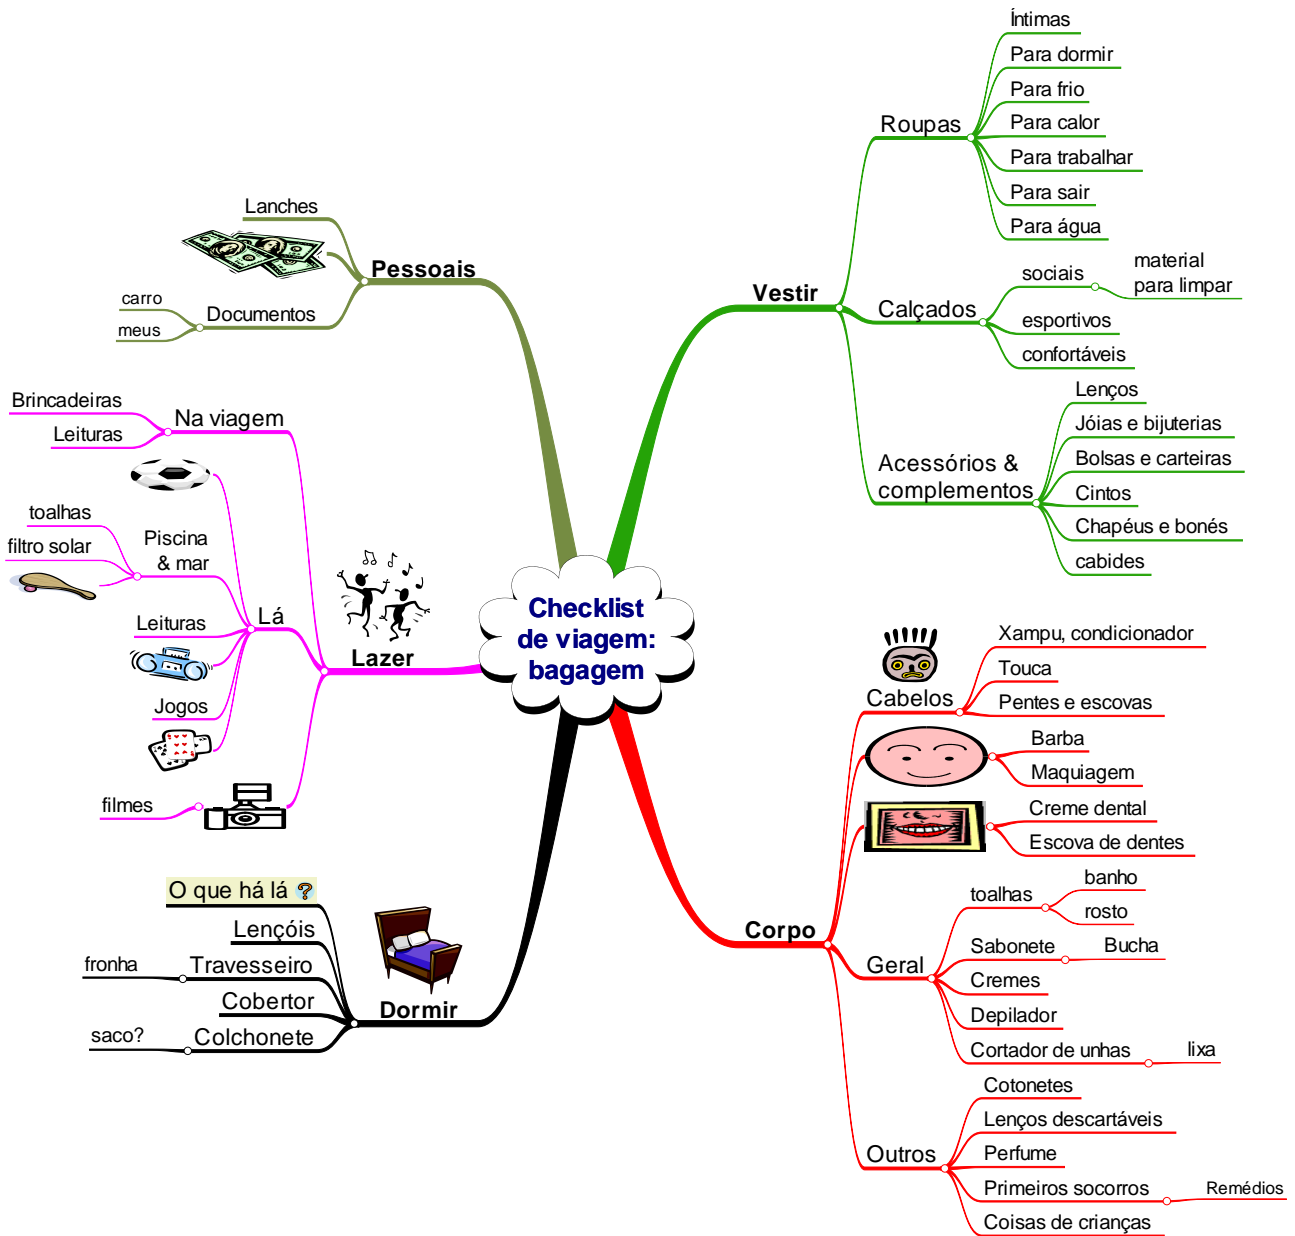 Checklist
de viagem:
bagagem
Vestir
Roupas
Íntimas
Para dormir
Para frio
Para calor
Para trabalhar
Para sair
Para água
Calçados
sociais
material
para limpar
esportivos
confortáveis
Acessórios &
complementos
Lenços
Jóias e bijuterias
Bolsas e carteiras
Cintos
Chapéus e bonés
cabides
Corpo
Cabelos
Xampu, condicionador
Touca
Pentes e escovas
Barba
Maquiagem
Creme dental
Escova de dentes
Geral
toalhas
banho
rosto
Sabonete
Bucha
Cremes
Depilador
Cortador de unhas
lixa
Outros
Cotonetes
Lenços descartáveis
Perfume
Primeiros socorros
Remédios
Coisas de crianças
Pessoais
Lanches
Documentos
carro
meus
Lazer
Na viagem
Brincadeiras
Leituras
Lá
Piscina
& mar
toalhas
filtro solar
Leituras
Jogos
filmes
Dormir
O que há lá ?
Lençóis
Travesseiro
fronha
Cobertor
Colchonete
saco?